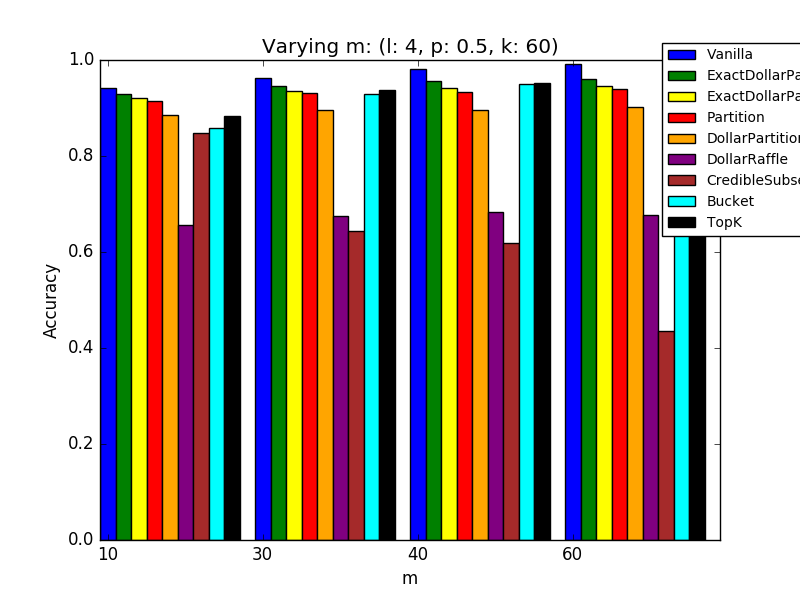 Varying m: (l: 4, p: 0.5, k: 60)
Vanilla
ExactDollarPa
ExactDollarPa
Partition
DollarPartition
DollarRaffle
CredibleSubse
Bucket
TopK
1.0
0.8
0.6
0.4
0.2
0.0
Accuracy
10 30 40 60
m